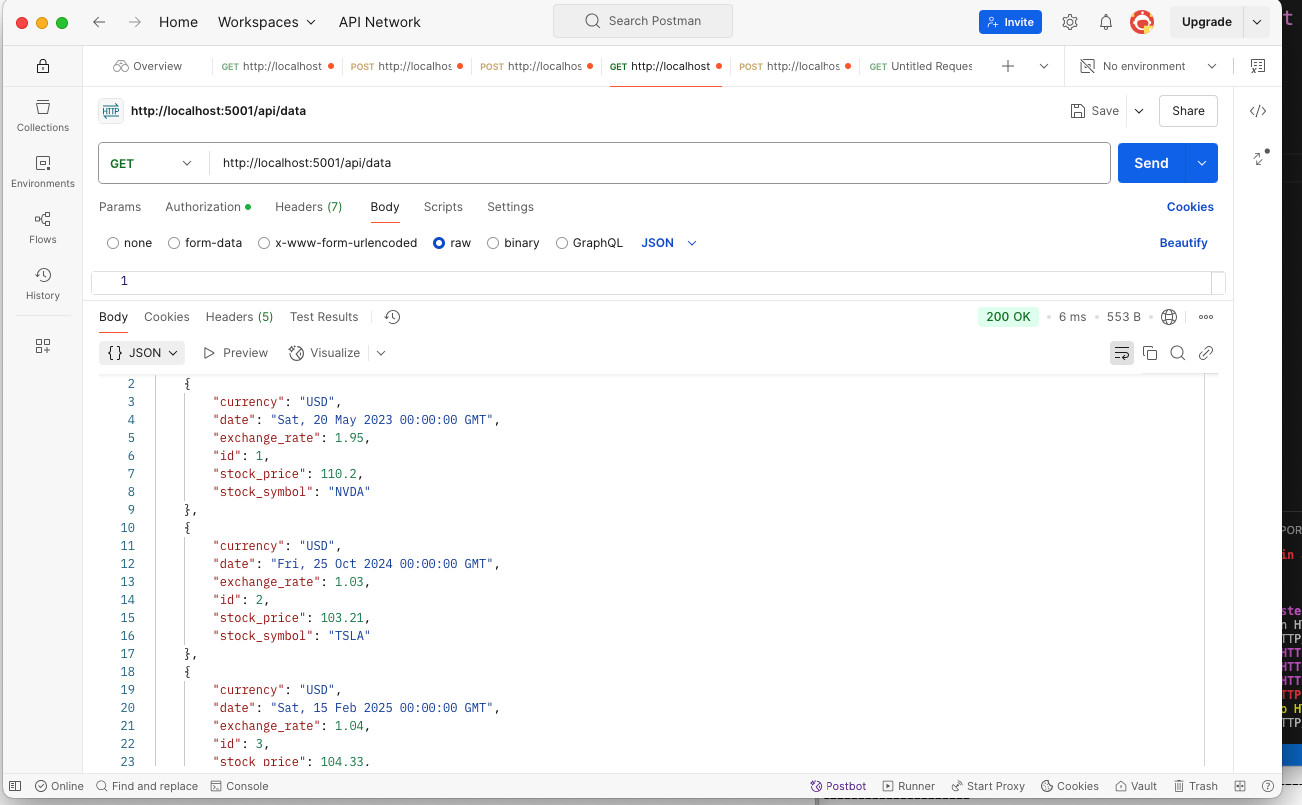 Home Workspaces API Network Search Postman Invite Upgrade
Overview GET http://localhost POST http://localhos POST http://localhos GET http://localhost POST http://localhos GET Untitled Reques No environment
HTTP http://localhost:5001/api/data Save Share
Collections
Environments
Flows
History
GET http://localhost:5001/api/data Send
Params Authorization Headers (7) Body Scripts Settings Cookies
none form-data x-www-form-urlencoded raw binary GraphQL JSON Beautify
1
Body Cookies Headers (5) Test Results 200 OK • 6 ms • 553 B •
{} JSON Preview Visualize
2 {
3 "currency": "USD",
4 "date": "Sat, 20 May 2023 00:00:00 GMT",
5 "exchange_rate": 1.95,
6 "id": 1,
7 "stock_price": 110.2,
8 "stock_symbol": "NVDA"
9 },
10 {
11 "currency": "USD",
12 "date": "Fri, 25 Oct 2024 00:00:00 GMT",
13 "exchange_rate": 1.03,
14 "id": 2,
15 "stock_price": 103.21,
16 "stock_symbol": "TSLA"
17 },
18 {
19 "currency": "USD",
20 "date": "Sat, 15 Feb 2025 00:00:00 GMT",
21 "exchange_rate": 1.04,
22 "id": 3,
23 "stock_price": 104.33,
Online Find and replace Console Postbot Runner Start Proxy Cookies Vault Trash